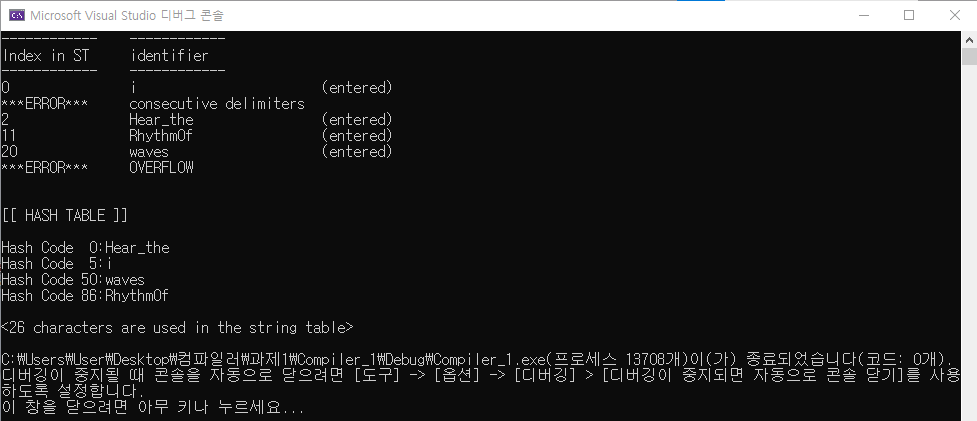 Microsoft Visual Studio 디버그 콘솔
------------ ------------
Index in ST identifier
------------ ------------
0 i (entered)
***ERROR*** consecutive delimiters
2 Hear_the (entered)
11 RhythmOf (entered)
20 waves (entered)
***ERROR*** OVERFLOW
[[ HASH TABLE ]]
Hash Code 0:Hear_the
Hash Code 5:i
Hash Code 50:waves
Hash Code 86:RhythmOf
<26 characters are used in the string table>
C:₩Users₩User₩Desktop₩컴파일러₩과제1₩Compiler_1₩Debug₩Compiler_1.exe(프로세스 13708개)이(가) 종료되었습니다(코드: 0개).
디버깅이 중지될 때 콘솔을 자동으로 닫으려면 [도구] -> [옵션] -> [디버깅] > [디버깅이 중지되면 자동으로 콘솔 닫기]를 사용
하도록 설정합니다.
이 창을 닫으려면 아무 키나 누르세요...